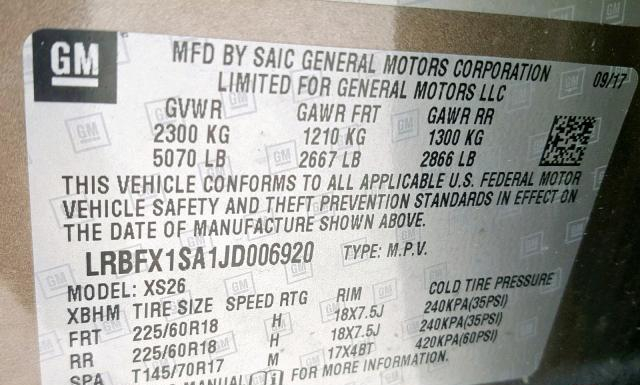 GM
MFD BY SAIC GENERAL MOTORS CORPORATION
LIMITED FOR GENERAL MOTORS LLC
09/17
GVWR GAWR FRT GAWR RR
2300 KG 1210 KG 1300 KG
5070 LB 2667 LB 2866 LB
THIS VEHICLE CONFORMS TO ALL APPLICABLE U.S. FEDERAL MOTOR
VEHICLE SAFETY AND THEFT PREVENTION STANDARDS IN EFFECT ON
THE DATE OF MANUFACTURE SHOWN ABOVE.
LRBFX1SA1JD006920 TYPE: M.P.V.
MODEL: XS26
XBHM TIRE SIZE SPEED RTG RIM COLD TIRE PRESSURE
FRT 225/60R18 H 18X7.5J 240KPA(35PSI)
RR 225/60R18 H 18X7.5J 240KPA(35PSI)
SPA T145/70R17 M 17X4BT 420KPA(60PSI)
MANUAL FOR MORE INFORMATION